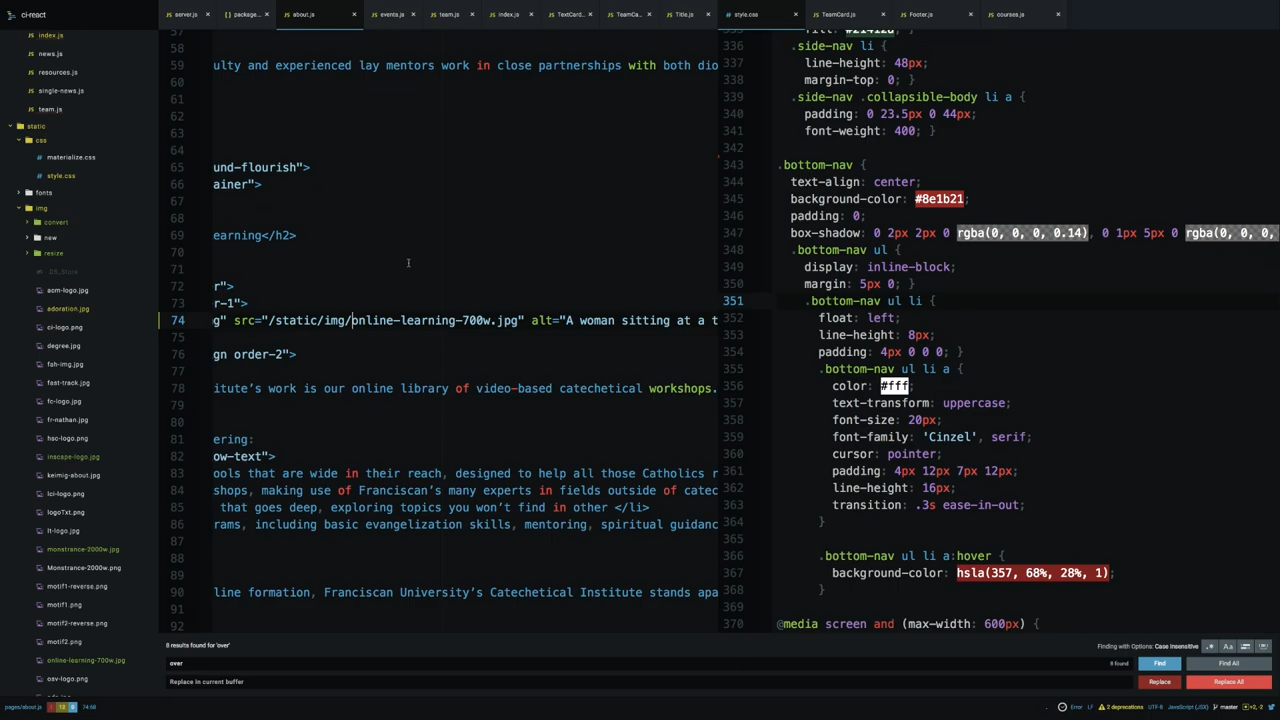 ci-react
server.js
package...
about.js
events.js
team.js
index.js
TextCard...
TeamCa...
Title.js
style.css
TeamCard.js
Footer.js
courses.js
index.js
news.js
resources.js
single-news.js
team.js
static
css
materialize.css
style.css
fonts
img
convert
new
resize
.DS_Store
acm-logo.jpg
adoration.jpg
ci-logo.png
degree.jpg
fah-img.jpg
fast-track.jpg
fc-logo.jpg
fr-nathan.jpg
hsc-logo.png
inscape-logo.jpg
keimig-about.jpg
lci-logo.png
logoTxt.png
lt-logo.jpg
monstrance-2000w.jpg
Monstrance-2000w.png
motif1-reverse.png
motif1.png
motif2-reverse.png
motif2.png
online-learning-700w.jpg
osv-logo.png
57
58
59 ulty and experienced lay mentors work in close partnerships with both dio
60
61
62
63
64
65 und-flourish">
66 ainer">
67
68
69 earning</h2>
70
71
72 r">
73 r-1">
74 g" src="/static/img/online-learning-700w.jpg" alt="A woman sitting at a t
75
76 gn order-2">
77
78 itute's work is our online library of video-based catechetical workshops.
79
80
81 ering:
82 ow-text">
83 ools that are wide in their reach, designed to help all those Catholics r
84 shops, making use of Franciscan's many experts in fields outside of catec
85 that goes deep, exploring topics you won't find in other </li>
86 rams, including basic evangelization skills, mentoring, spiritual guidanc
87
88
89
90 line formation, Franciscan University's Catechetical Institute stands apa
91
92
336 .side-nav li {
337 line-height: 48px;
338 margin-top: 0; }
339 .side-nav .collapsible-body li a {
340 padding: 0 23.5px 0 44px;
341 font-weight: 400; }
342
343 .bottom-nav {
344 text-align: center;
345 background-color: #8e1b21;
346 padding: 0;
347 box-shadow: 0 2px 2px 0 rgba(0, 0, 0, 0.14), 0 1px 5px 0 rgba(0, 0, 0,
348 .bottom-nav ul {
349 display: inline-block;
350 margin: 5px 0; }
351 .bottom-nav ul li {
352 float: left;
353 line-height: 8px;
354 padding: 4px 0 0 0; }
355 .bottom-nav ul li a {
356 color: #fff;
357 text-transform: uppercase;
358 font-size: 20px;
359 font-family: 'Cinzel', serif;
360 cursor: pointer;
361 padding: 4px 12px 7px 12px;
362 line-height: 16px;
363 transition: .3s ease-in-out;
364 }
365
366 .bottom-nav ul li a:hover {
367 background-color: hsla(357, 68%, 28%, 1);
368 }
369
370 @media screen and (max-width: 600px) {
8 results found for 'over'
Finding with Options: Case Insensitive
.* Aa
over
8 found
Find
Find All
Replace in current buffer
Replace
Replace All
pages/about.js
12
74:68
Error
LF
2 deprecations
UTF-8
JavaScript (JSX)
master
+2, -2